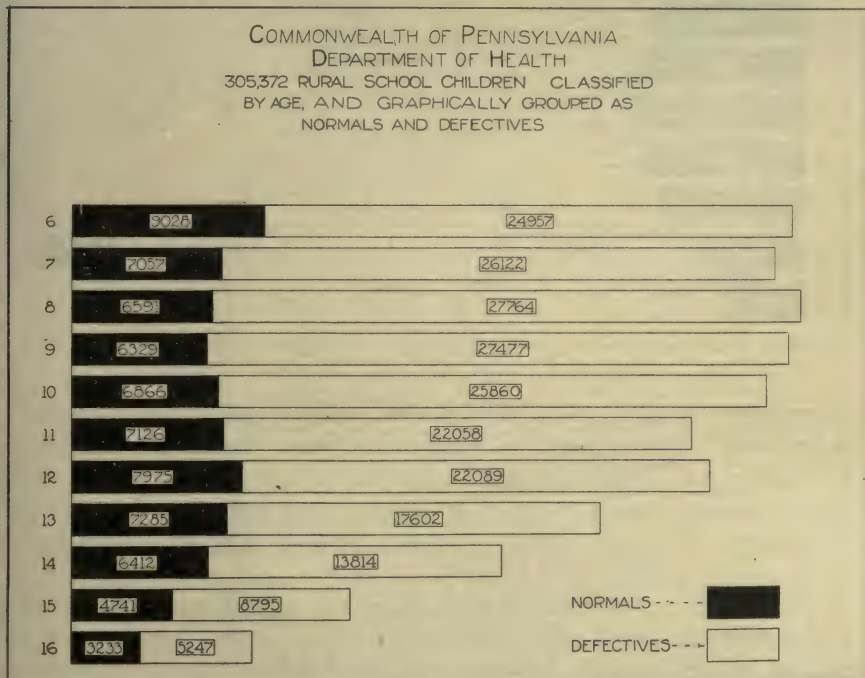 COMMONWEALTH OF PENNSYLVANIA
DEPARTMENT OF HEALTH
305,372 RURAL SCHOOL CHILDREN CLASSIFIED
BY AGE, AND GRAPHICALLY GROUPED AS
NORMALS AND DEFECTIVES
6 9028 24957
7 7057 26122
8 6591 27764
9 6329 27477
10 6866 25860
11 7126 22058
12 7975 22089
13 7285 17602
14 6412 13814
15 4741 8795
16 3233 5247
NORMALS
DEFECTIVES